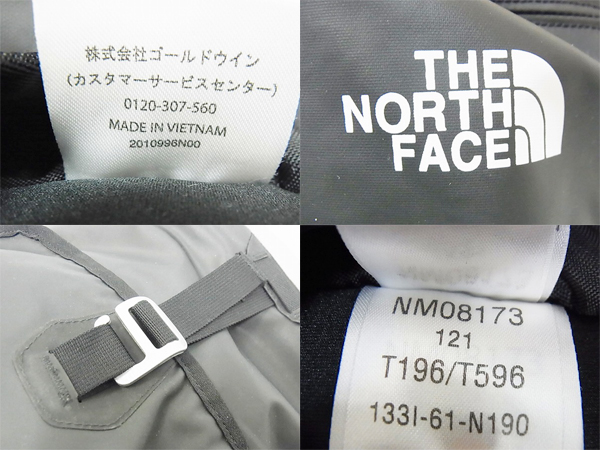 株式会社ゴールドウイン
(カスタマーサービスセンター)
0120-307-560
MADE IN VIETNAM
2010996N00
THE
NORTH
FACE
NM08173
121
T196/T596
133I-61-N190